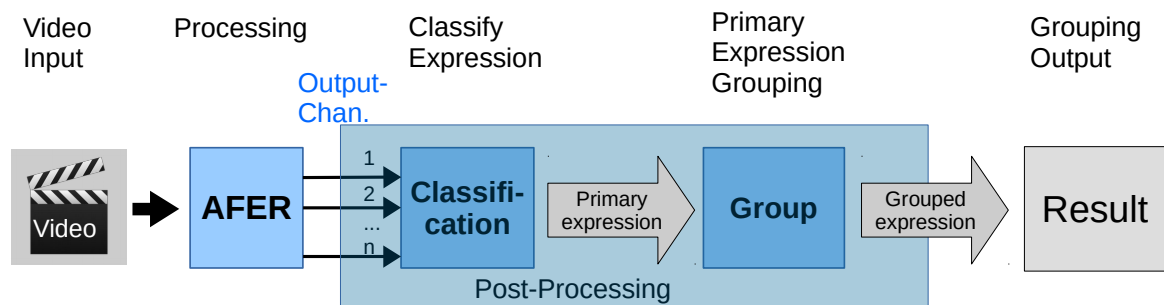 Video
Input
Processing
Classify
Expression
Primary
Expression
Grouping
Grouping
Output
Output-
Chan.
Video
AFER
1
2
...
n
Classifi-
cation
Primary
expression
Group
Grouped
expression
Result
Post-Processing